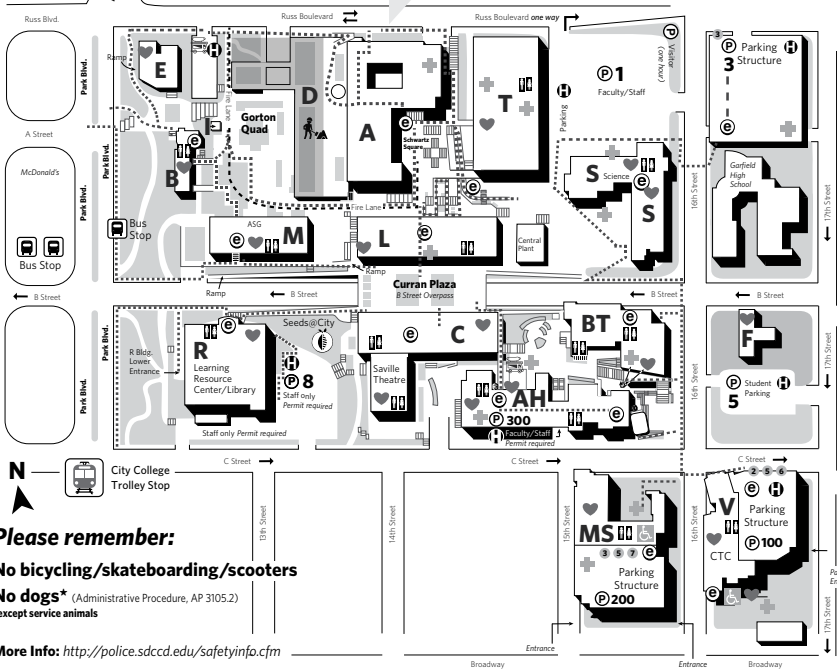 Russ Boulevard
Russ Boulevard one way
Russ Blvd.
Park Blvd.
Ramp
E
H
Fire Lane
D
Gorton
Quad
A
e
Schwartz
Square
T
H
Parking
P 1
Faculty/Staff
P
Visitor
(one hour)
3
P
3
Parking
Structure
H
e
A Street
McDonald's
Park Blvd.
Bus Stop
Bus
Stop
I
e
B
Fire Lane
ASG
e
M
L
e
e
Central
Plant
S
Science
e
S
16th Street
Garfield
High
School
17th Street
Ramp
Ramp
Curran Plaza
B Street Overpass
B Street
B Street
B Street
B Street
Park Blvd.
R Bldg.
Lower
Entrance
R
e
Learning
Resource
Center/Library
Seeds@City
H
P 8
Staff only
Permit required
Staff only Permit required
e
C
Saville
Theatre
BT
e
e
AH
e
P 300
H
Faculty/Staff
Permit required
16th Street
F
P Student
Parking
H
5
17th Street
C Street
C Street
C Street
N
City College
Trolley Stop
13th Street
14th Street
15th Street
16th Street
MS
3 5 7
e
Parking
Structure
P 200
2 5 6
e
H
V
Parking
Structure
P 100
CTC
e
17th Street
Entrance
Entrance
Broadway
Broadway
Please remember:
No bicycling/skateboarding/scooters
No dogs★ (Administrative Procedure, AP 3105.2)
except service animals
More Info: http://police.sdccd.edu/safetyinfo.cfm